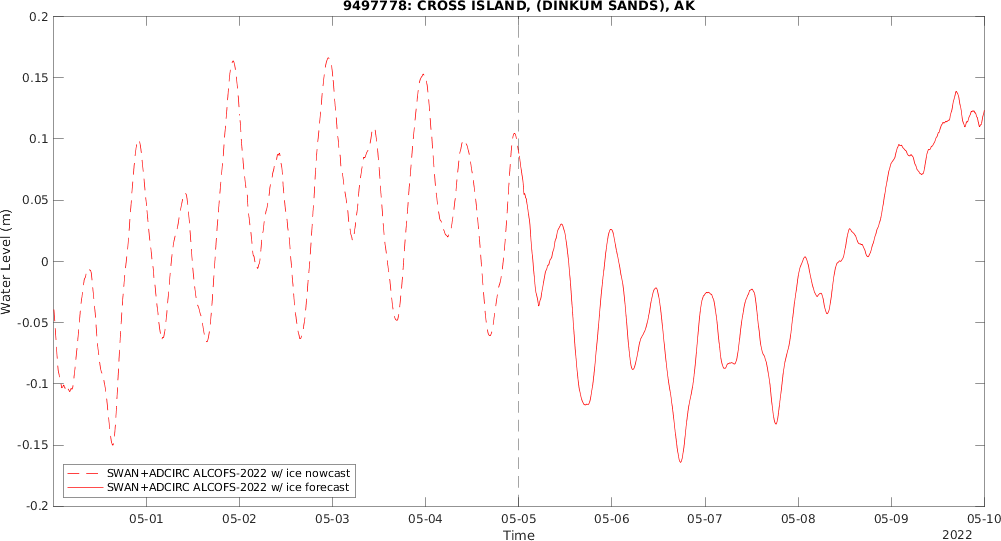 9497778: CROSS ISLAND, (DINKUM SANDS), AK
0.2
0.15
0.1
0.05
0
-0.05
-0.1
-0.15
-0.2
Water Level (m)
SWAN+ADCIRC ALCOFS-2022 w/ ice nowcast
SWAN+ADCIRC ALCOFS-2022 w/ ice forecast
05-01 05-02 05-03 05-04 05-05 05-06 05-07 05-08 05-09 05-10
Time 2022